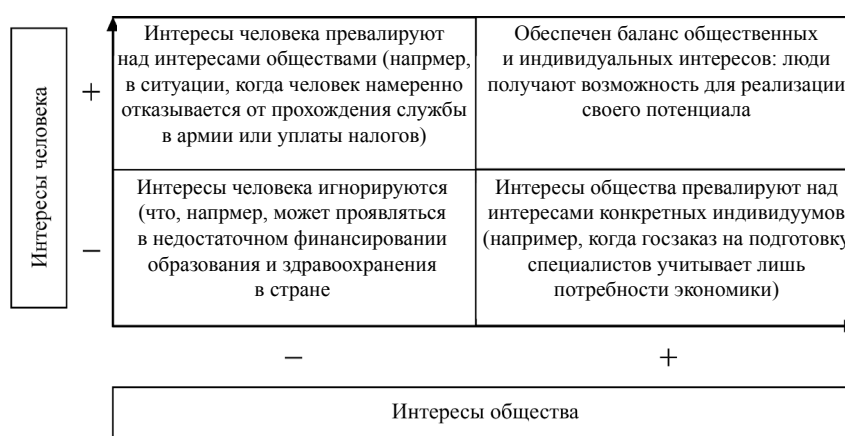 Интересы человека
+
Интересы человека превалируют
над интересами обществами (напрмер,
в ситуации, когда человек намеренно
отказывается от прохождения службы
в армии или уплаты налогов)
Обеспечен баланс общественных
и индивидуальных интересов: люди
получают возможность для реализации
своего потенциала
–
Интересы человека игнорируются
(что, напрмер, может проявляться
в недостаточном финансировании
образования и здравоохранения
в стране
Интересы общества превалируют над
интересами конкретных индивидуумов
(например, когда госзаказ на подготовку
специалистов учитывает лишь
потребности экономики)
–
+
Интересы общества